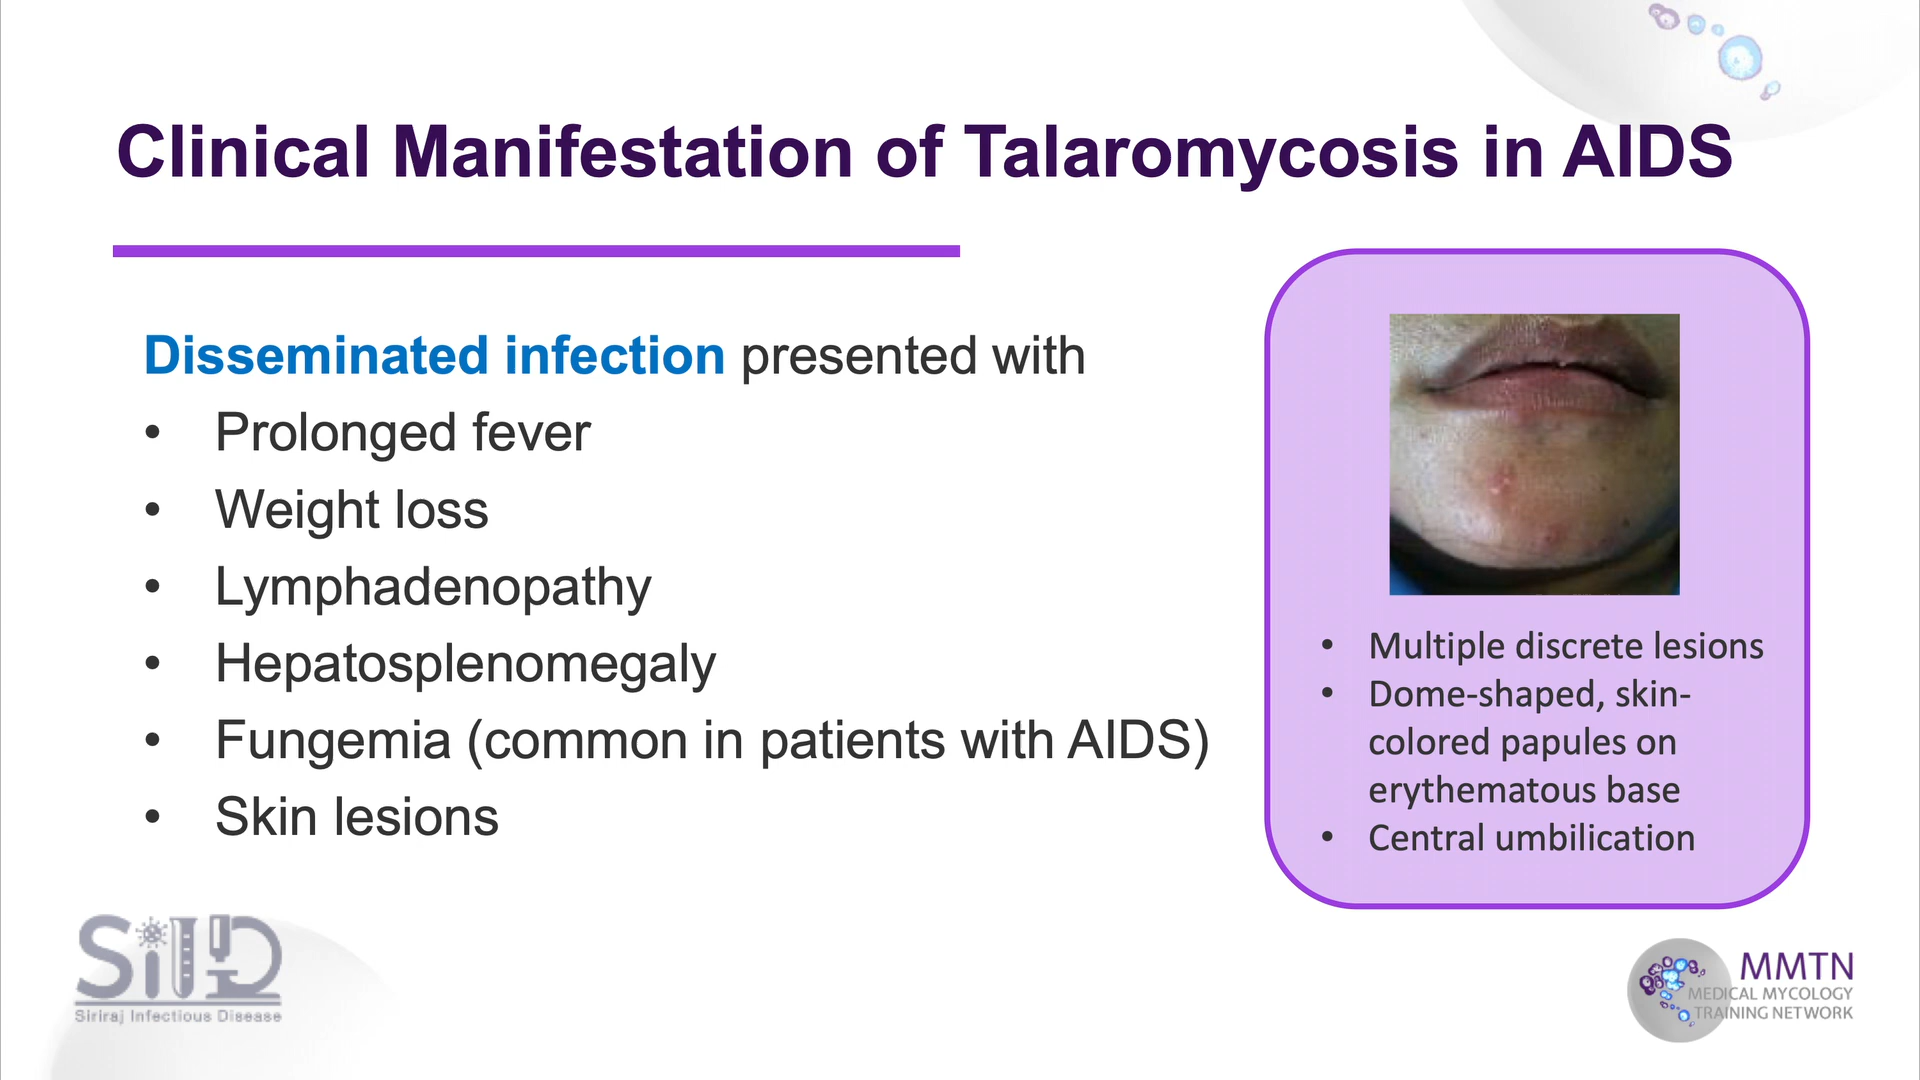 Clinical Manifestation of Talaromycosis in AIDS
Disseminated infection presented with
• Prolonged fever
• Weight loss
• Lymphadenopathy
• Hepatosplenomegaly
• Fungemia (common in patients with AIDS)
• Skin lesions
• Multiple discrete lesions
• Dome-shaped, skin-
colored papules on
erythematous base
• Central umbilication
SiID
Siriraj Infectious Disease
MMTN
MEDICAL MYCOLOGY
TRAINING NETWORK